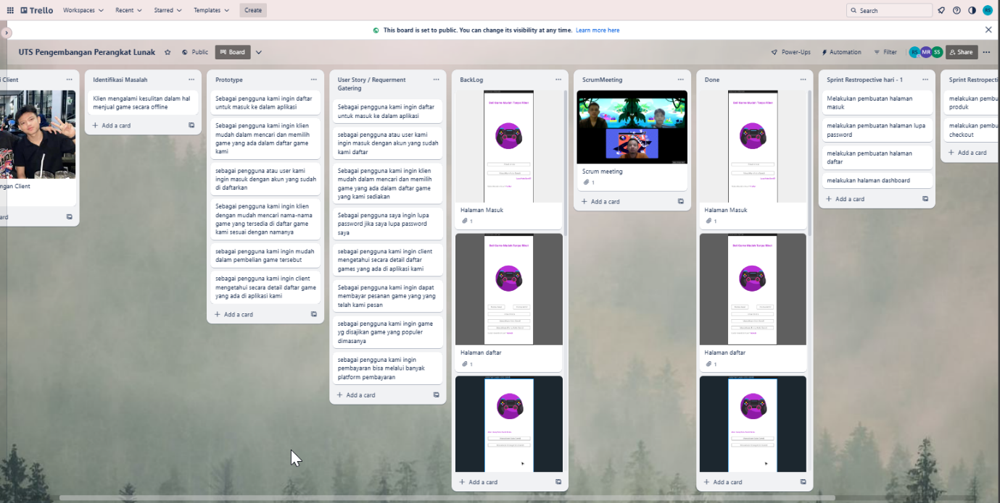 Trello
Workspaces
Recent
Starred
Templates
Create
Search
RS
This board is set to public. You can change its visibility at any time. Learn more here
UTS Pengembangan Perangkat Lunak
Public
Board
Power-Ups
Automation
Filter
RS
MR
SS
Share
i Client
ngan Client
ard
Identifikasi Masalah
Klien mengalami kesulitan dalam hal
menjual game secara offline
Add a card
Prototype
Sebagai pengguna kami ingin daftar
untuk masuk ke dalam aplikasi
Sebagai pengguna kami ingin klien
mudah dalam mencari dan memilih
game yang ada dalam daftar game
kami
sebagai pengguna atau user kami
ingin masuk dengan akun yang sudah
di daftarkan
Sebagai pengguna kami ingin klien
dengan mudah mencari nama-nama
game yang tersedia di daftar game
kami sesuai dengan namanya
sebagai pengguna kami ingin mudah
dalam pembelian game tersebut
sebagai pengguna kami ingin client
mengetahui secara detail daftar game
yang ada di aplikasi kami
Add a card
User Story / Requerment
Gatering
Sebagai pengguna kami ingin daftar
untuk masuk ke dalam aplikasi
sebagai pengguna atau user kami
ingin masuk dengan akun yang sudah
kami daftar
Sebagai pengguna kami ingin klien
mudah dalam mencari dan memilih
game yang ada dalam daftar game
yang kami sediakan
Sebagai pengguna saya ingin lupa
password jika saya lupa password
saya
sebagai pengguna kami ingin client
mengetahui secara detail daftar
games yang ada di aplikasi kami
Sebagai pengguna kami ingin dapat
membayar pesanan game yang yang
telah kami pesan
sebagai pengguna kami ingin game
yg disajikan game yang populer
dimasanya
sebagai pengguna kami ingin
pembayaran bisa melalui banyak
platform pembayaran
Add a card
BackLog
Halaman Masuk
1
Halaman daftar
1
Add a card
ScrumMeeting
Scrum meeting
1
Add a card
Done
Halaman Masuk
1
Halaman daftar
1
Add a card
Sprint Restropective hari - 1
Melakukan pembuatan halaman
masuk
melakukan pembuatan halaman lupa
password
melakukan pembuatan halaman
daftar
melakukan halaman dashboard
Add a card
Sprint Restropecti
melakukan pembu
produk
melakukan pembu
checkout
Add a card